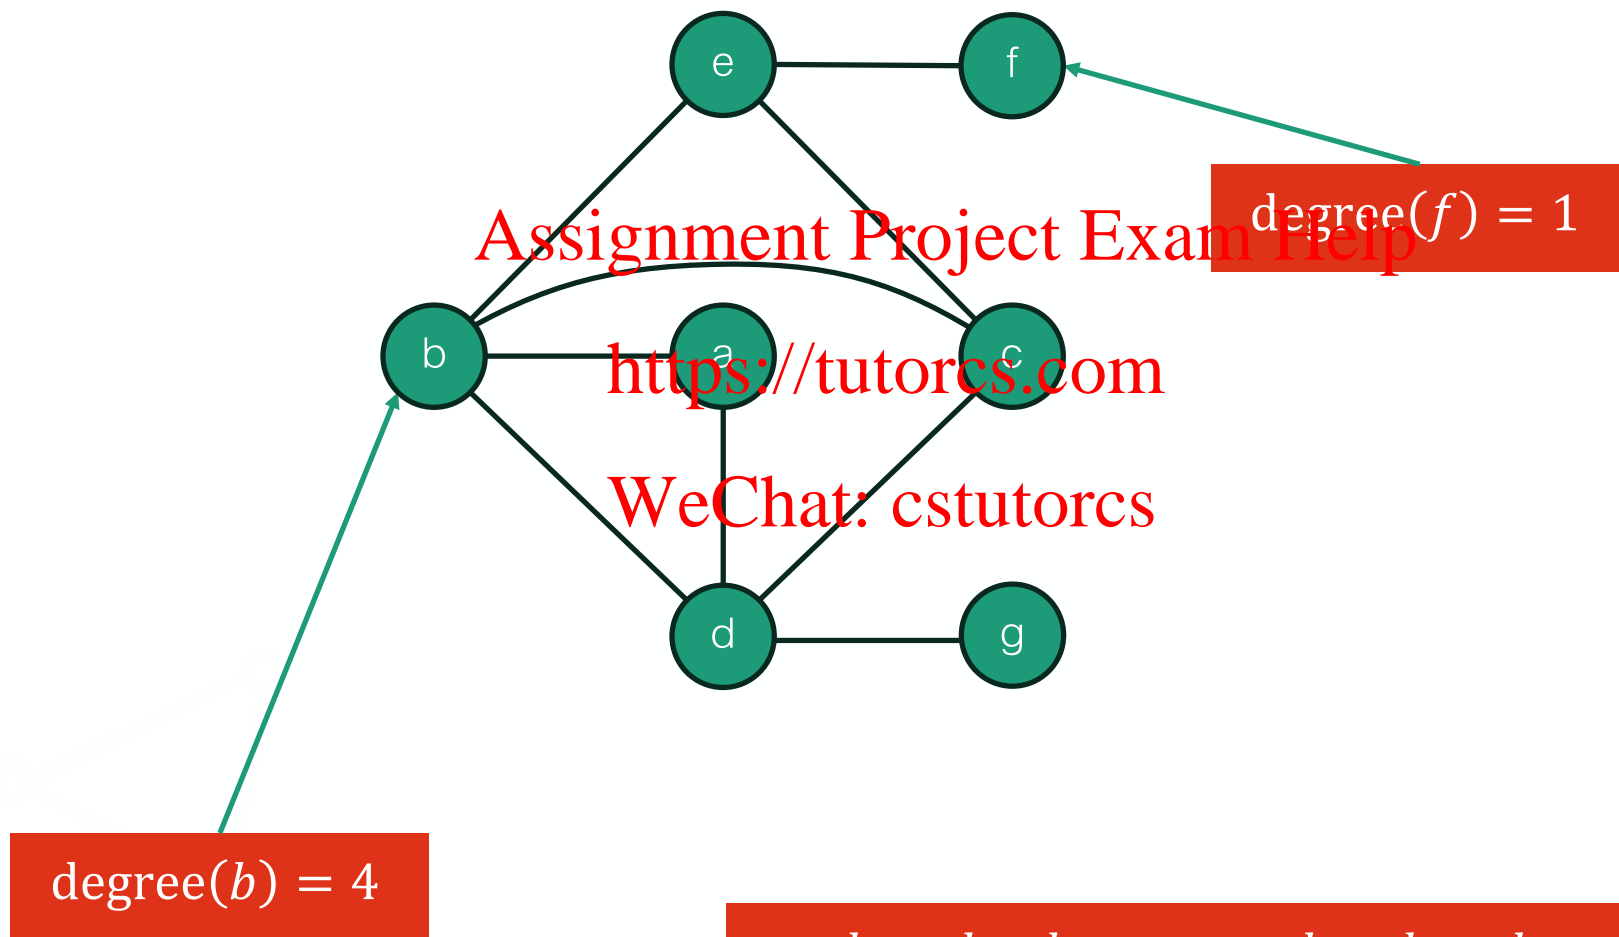 e
f
degree(f) = 1
Assignment Project Exam Help
b
a
c
https://tutorcs.com
WeChat: cstutorcs
d
g
degree(b) = 4